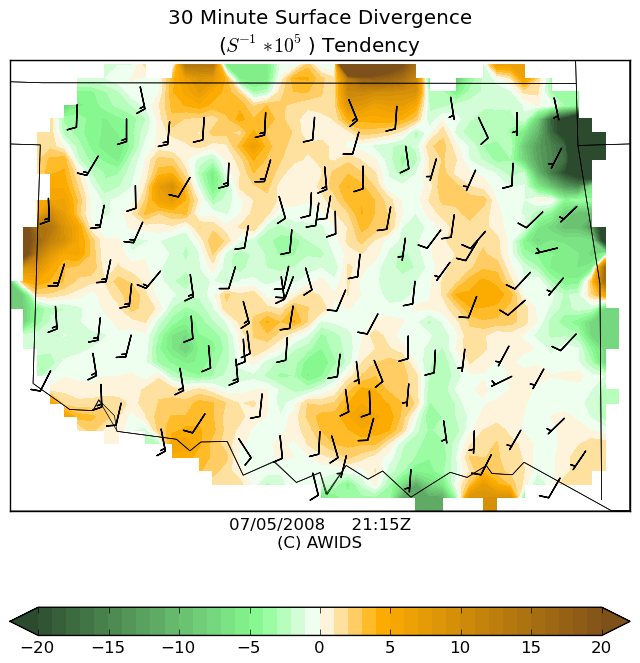 30 Minute Surface Divergence
(S⁻¹ ∗10⁵ ) Tendency
07/05/2008 21:15Z
(C) AWIDS
−20 −15 −10 −5 0 5 10 15 20